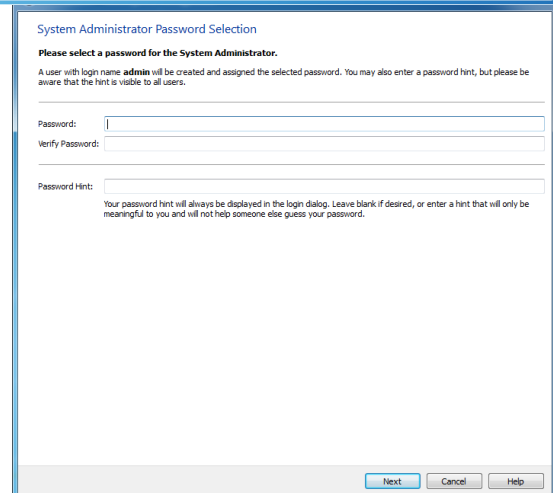 System Administrator Password Selection
Please select a password for the System Administrator.
A user with login name admin will be created and assigned the selected password. You may also enter a password hint, but please be
aware that the hint is visible to all users.
Password:
Verify Password:
Password Hint:
Your password hint will always be displayed in the login dialog. Leave blank if desired, or enter a hint that will only be
meaningful to you and will not help someone else guess your password.
Next Cancel Help